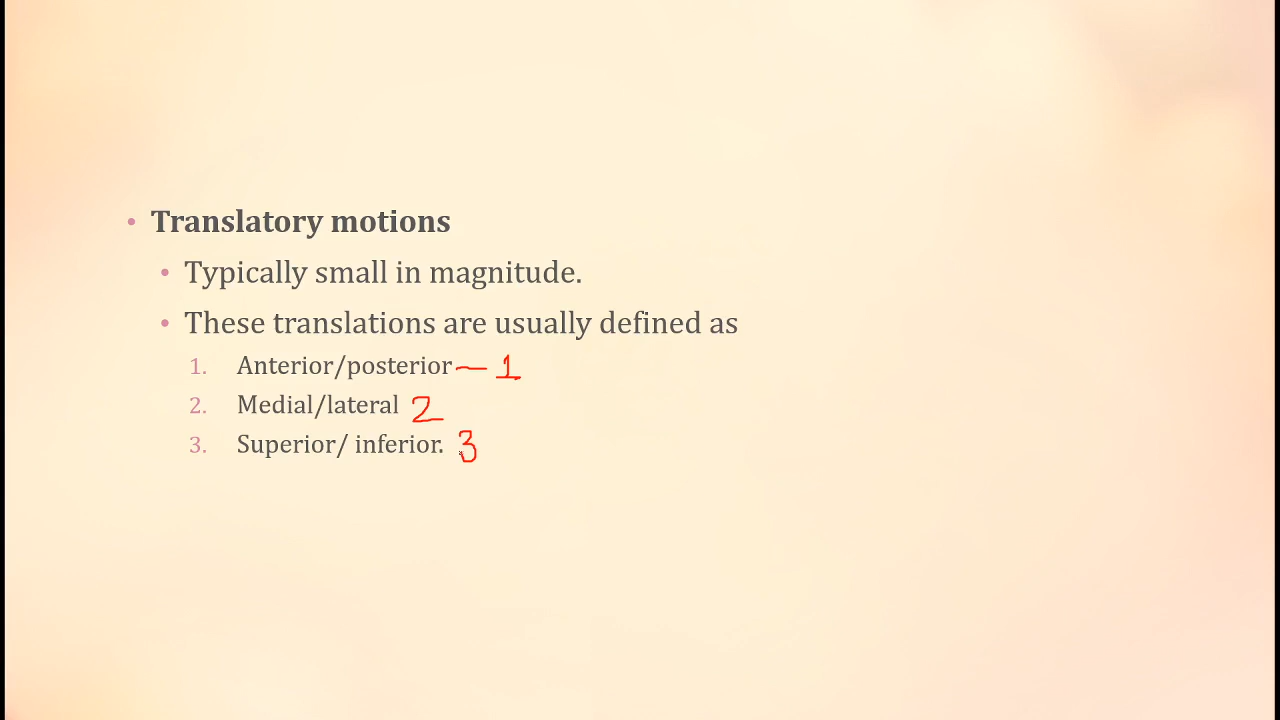 • Translatory motions
• Typically small in magnitude.
• These translations are usually defined as
1. Anterior/posterior — 1
2. Medial/lateral 2
3. Superior/ inferior. 3